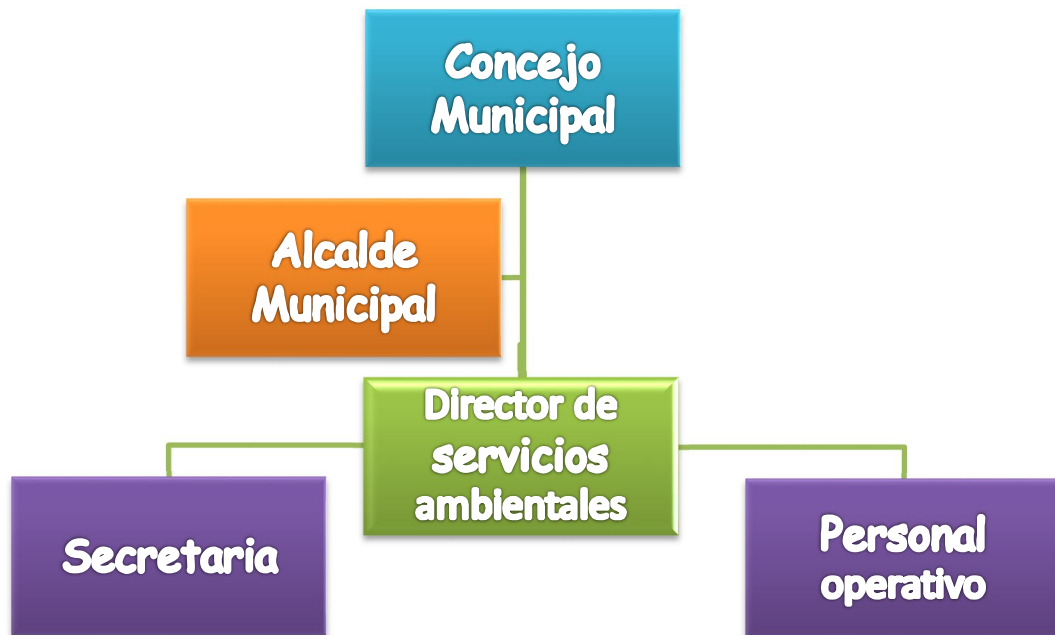 Concejo
Municipal
Alcalde
Municipal
Director de
servicios
ambientales
Secretaria
Personal
operativo